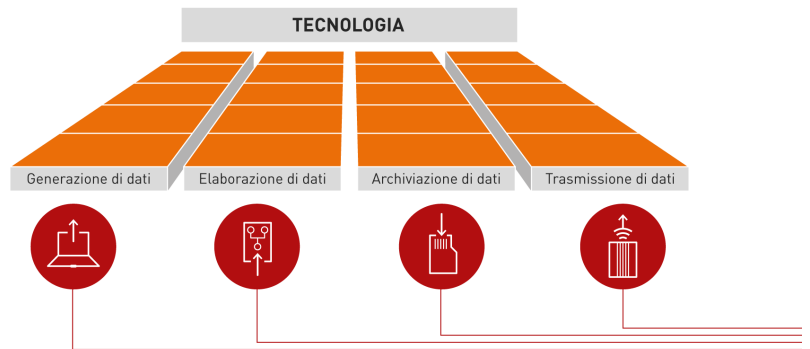 TECNOLOGIA
Generazione di dati
Elaborazione di dati
Archiviazione di dati
Trasmissione di dati